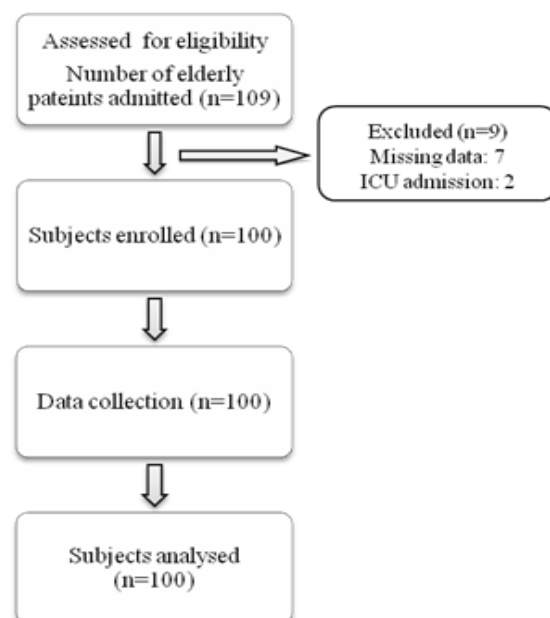 Assessed for eligibility
Number of elderly
pateints admitted (n=109)
Excluded (n=9)
Missing data: 7
ICU admission: 2
Subjects enrolled (n=100)
Data collection (n=100)
Subjects analysed
(n=100)